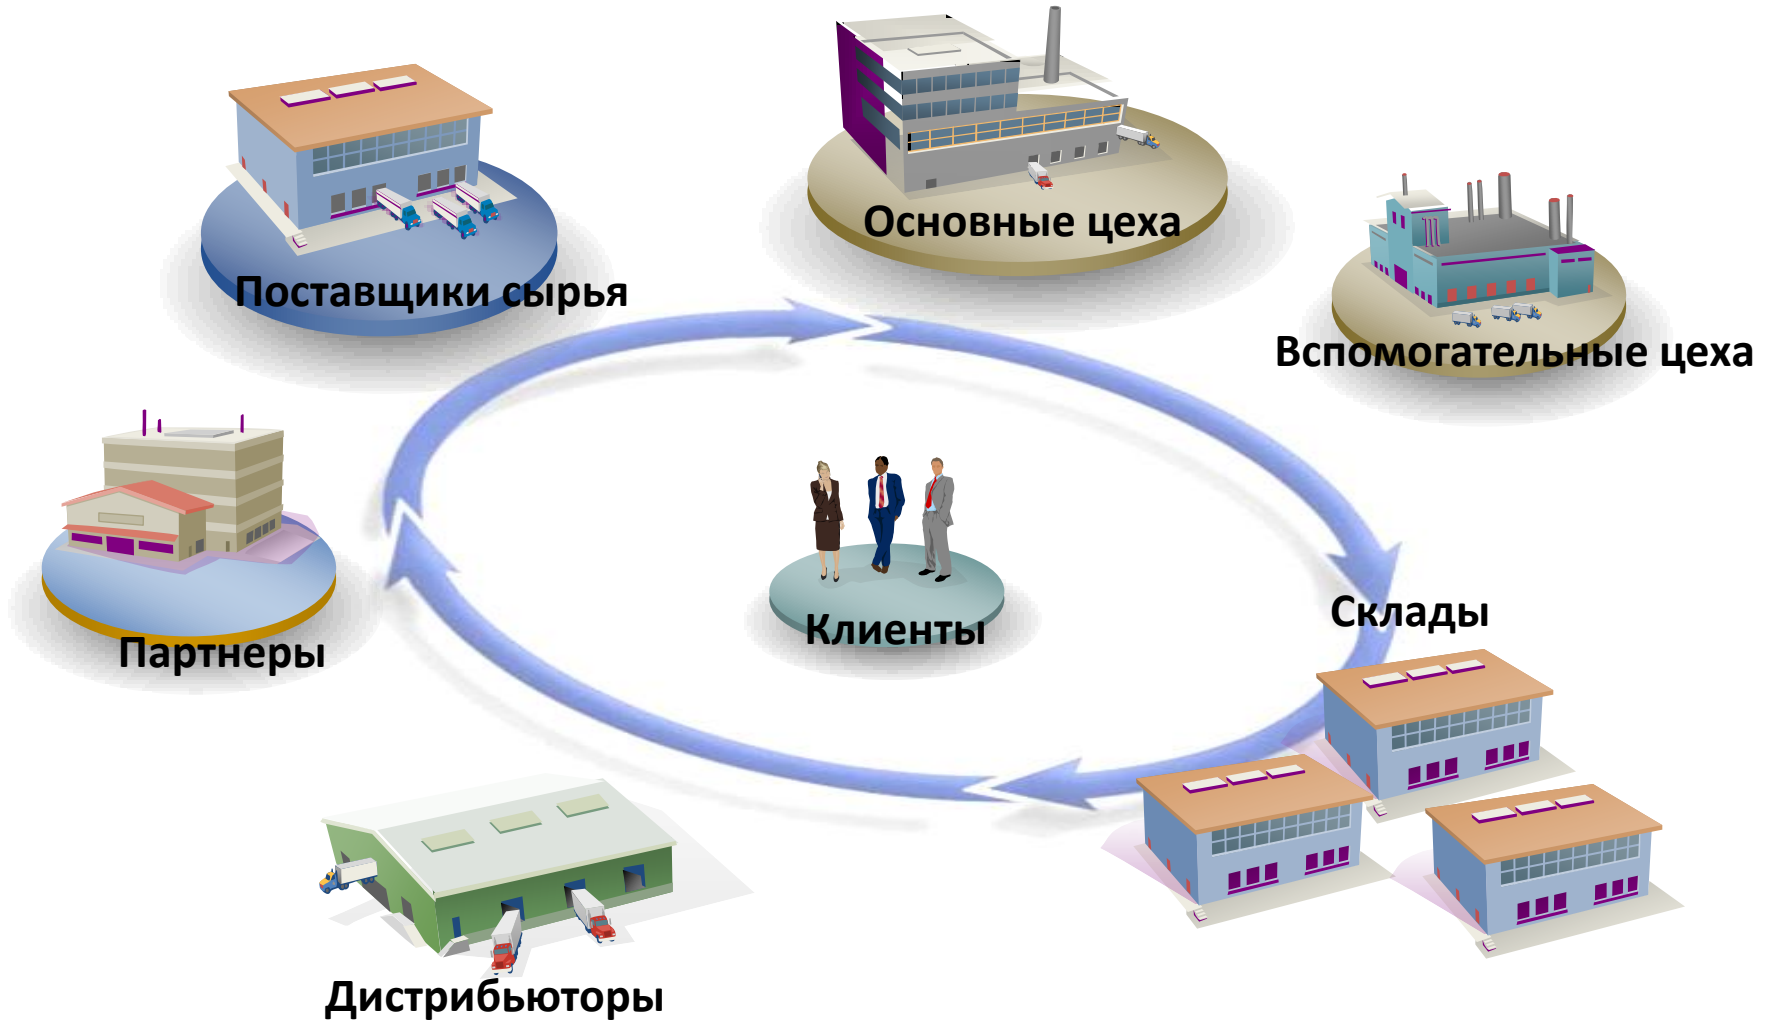 Основные цеха
Поставщики сырья
Вспомогательные цеха
Склады
Клиенты
Партнеры
Дистрибьюторы